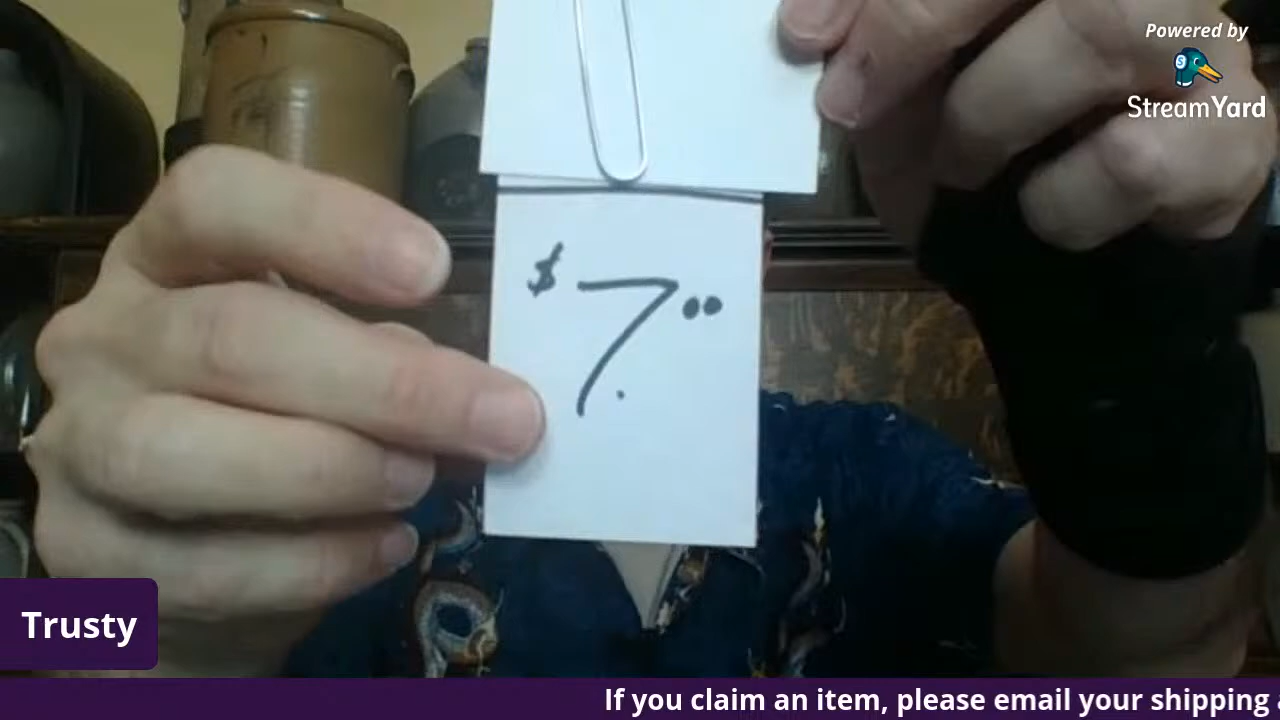 Powered by
StreamYard
$ 7.00
Trusty
If you claim an item, please email your shipping